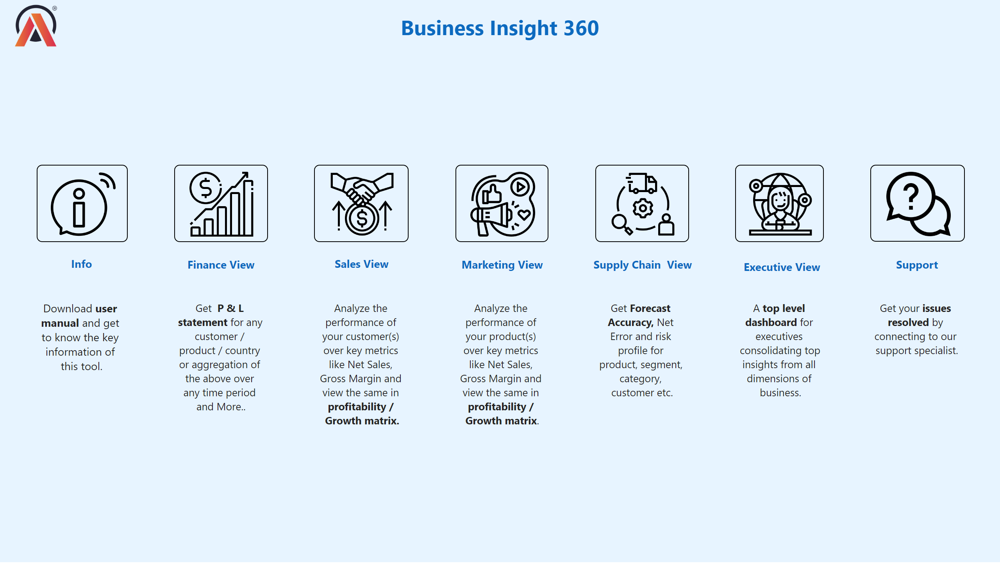 ®
Business Insight 360
Info
Download user
manual and get
to know the key
information of
this tool.
Finance View
Get  P & L
statement for any
customer /
product / country
or aggregation of
the above over
any time period
and More..
Sales View
Analyze the
performance of
your customer(s)
over key metrics
like Net Sales,
Gross Margin and
view the same in
profitability /
Growth matrix.
Marketing View
Analyze the
performance of
your product(s)
over key metrics
like Net Sales,
Gross Margin and
view the same in
profitability /
Growth matrix.
Supply Chain  View
Get Forecast
Accuracy, Net
Error and risk
profile for
product, segment,
category,
customer etc.
Executive View
A top level
dashboard for
executives
consolidating top
insights from all
dimensions of
business.
Support
Get your issues
resolved by
connecting to our
support specialist.